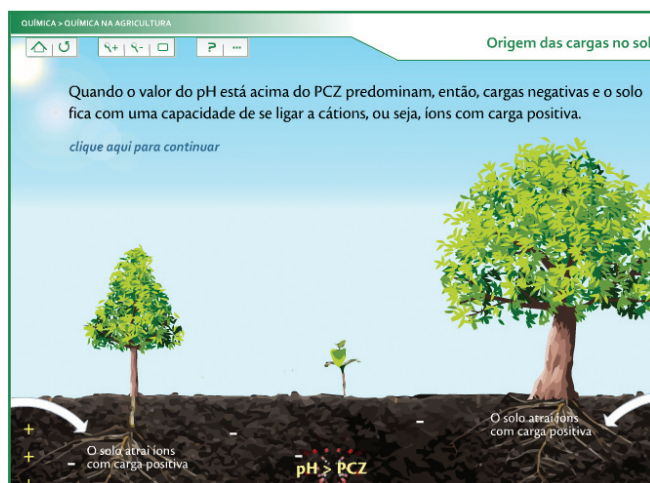 QUÍMICA > QUÍMICA NA AGRICULTURA
? ...
Origem das cargas no sol
Quando o valor do pH está acima do PCZ predominam, então, cargas negativas e o solo
fica com uma capacidade de se ligar a cátions, ou seja, íons com carga positiva.
clique aqui para continuar
O solo atrai íons
com carga positiva
+
-
-
+
O solo atrai íons
com carga positiva
-
-
pH > PCZ
+